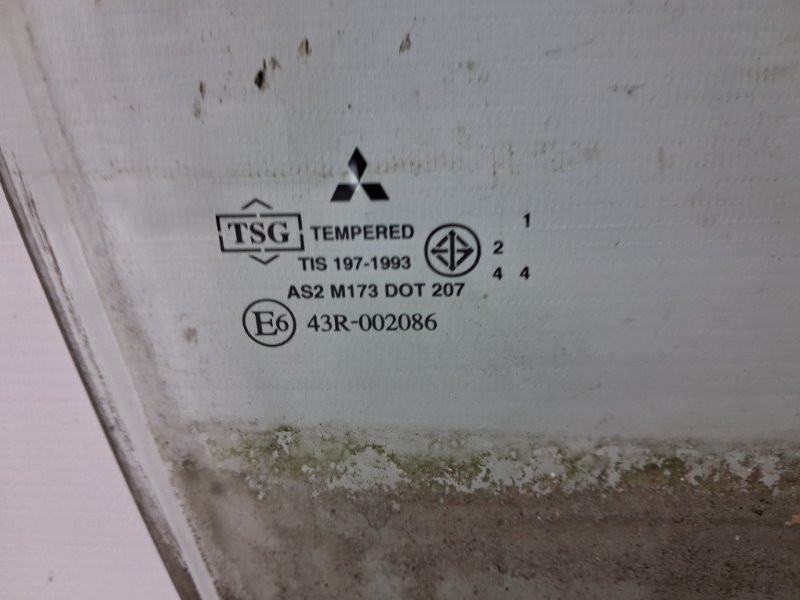 TSG TEMPERED
TIS 197-1993
AS2 M173 DOT 207
E6 43R-002086
1
2
4 4